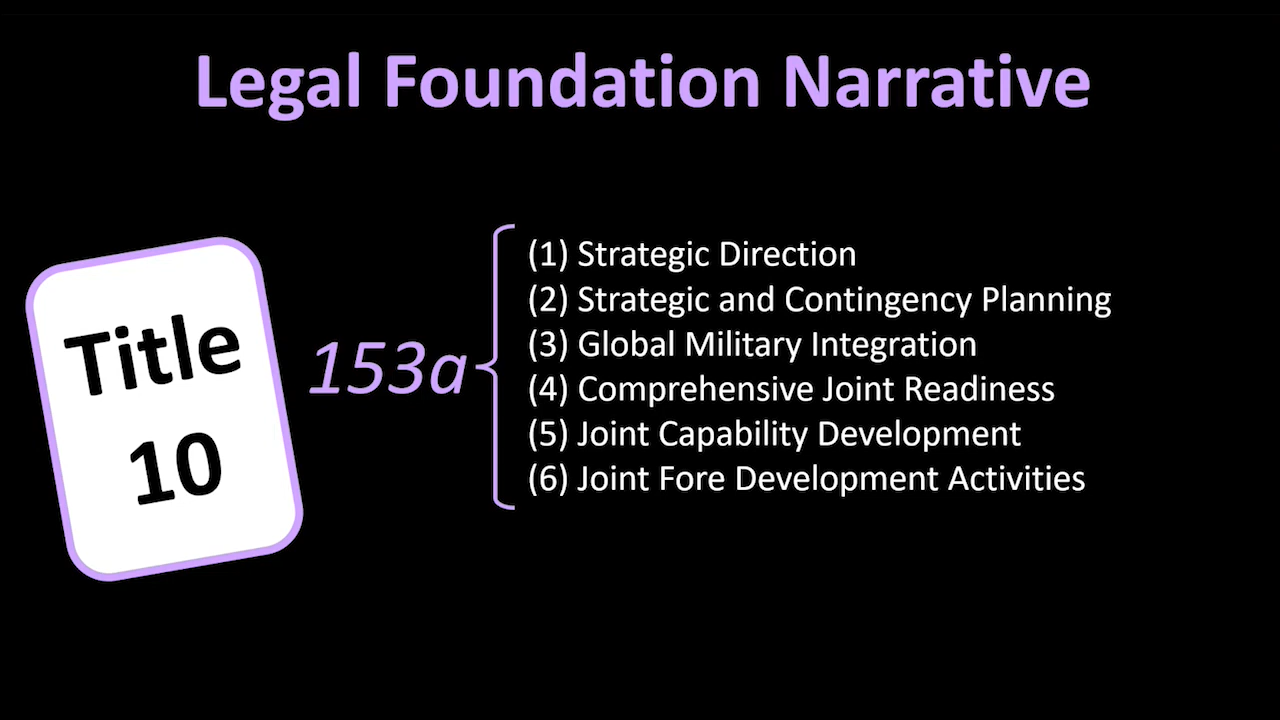 Legal Foundation Narrative
Title
10
153a
(1) Strategic Direction
(2) Strategic and Contingency Planning
(3) Global Military Integration
(4) Comprehensive Joint Readiness
(5) Joint Capability Development
(6) Joint Fore Development Activities